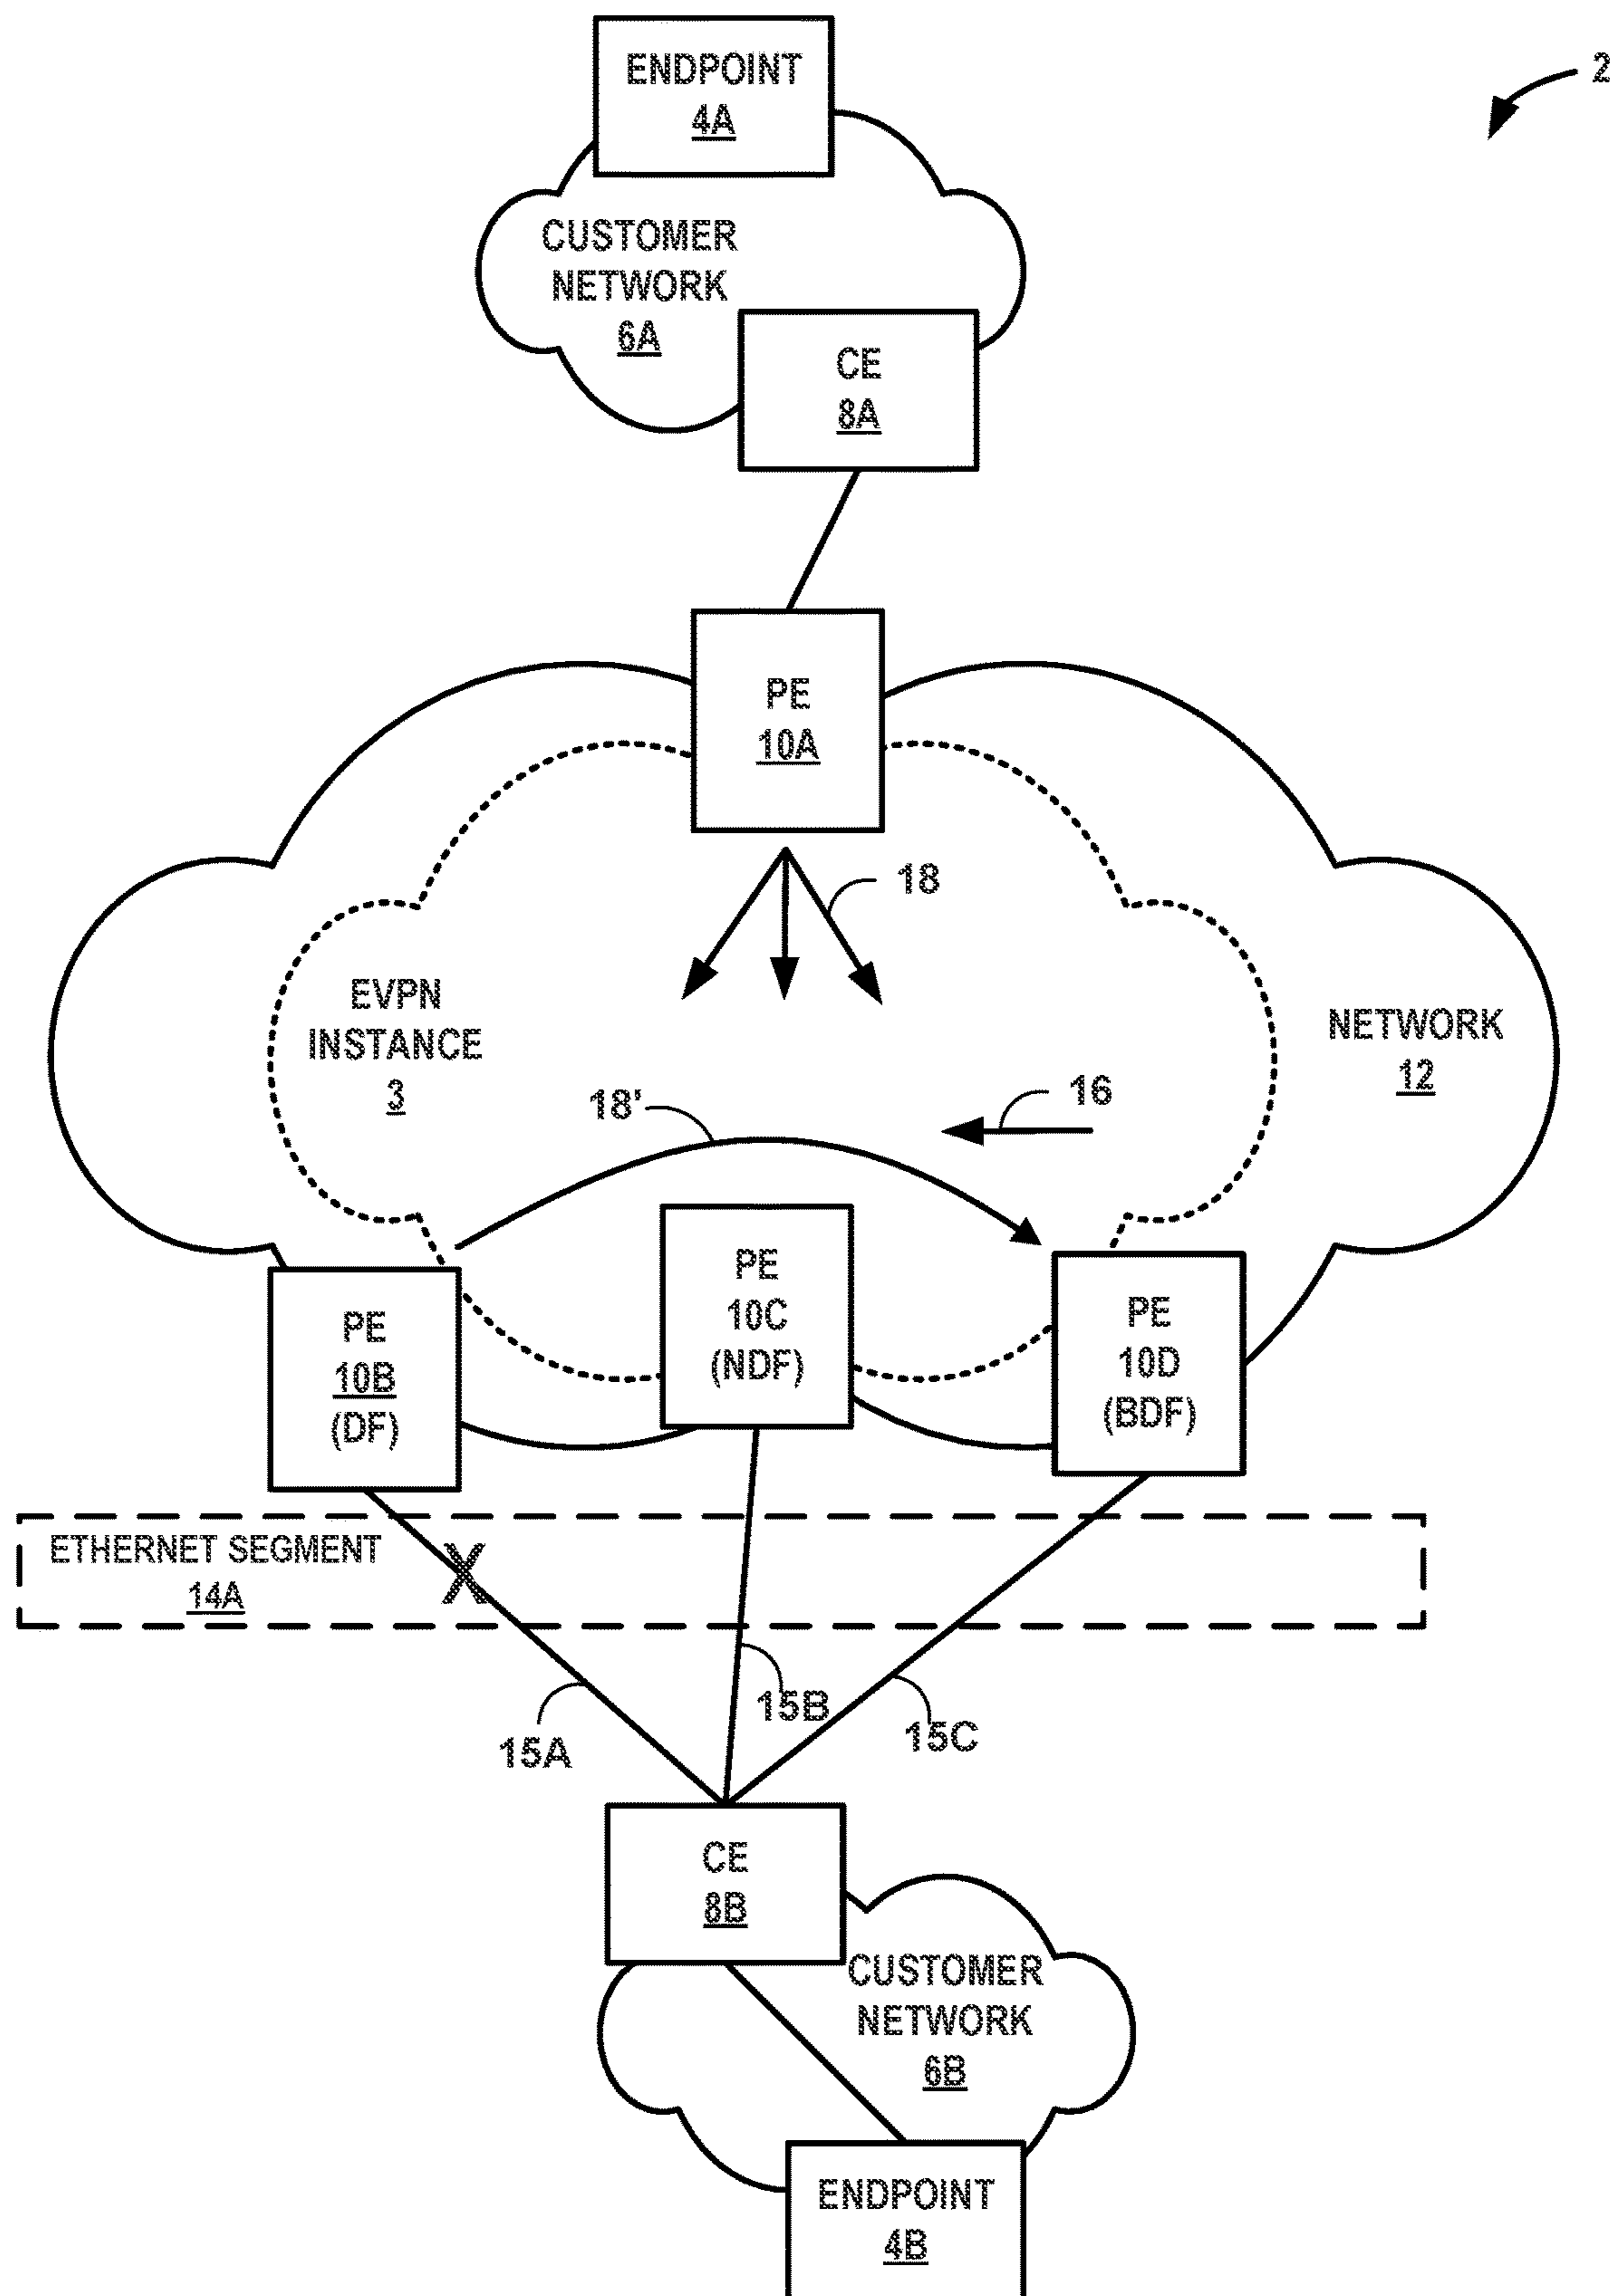 2
ENDPOINT
4A
CUSTOMER
NETWORK
6A
CE
8A
PE
10A
18
EVPN
INSTANCE
3
NETWORK
12
18'
16
PE
10B
(DF)
PE
10C
(NDF)
PE
10D
(BDF)
ETHERNET SEGMENT
14A
X
15A
15B
15C
CE
8B
CUSTOMER
NETWORK
6B
ENDPOINT
4B